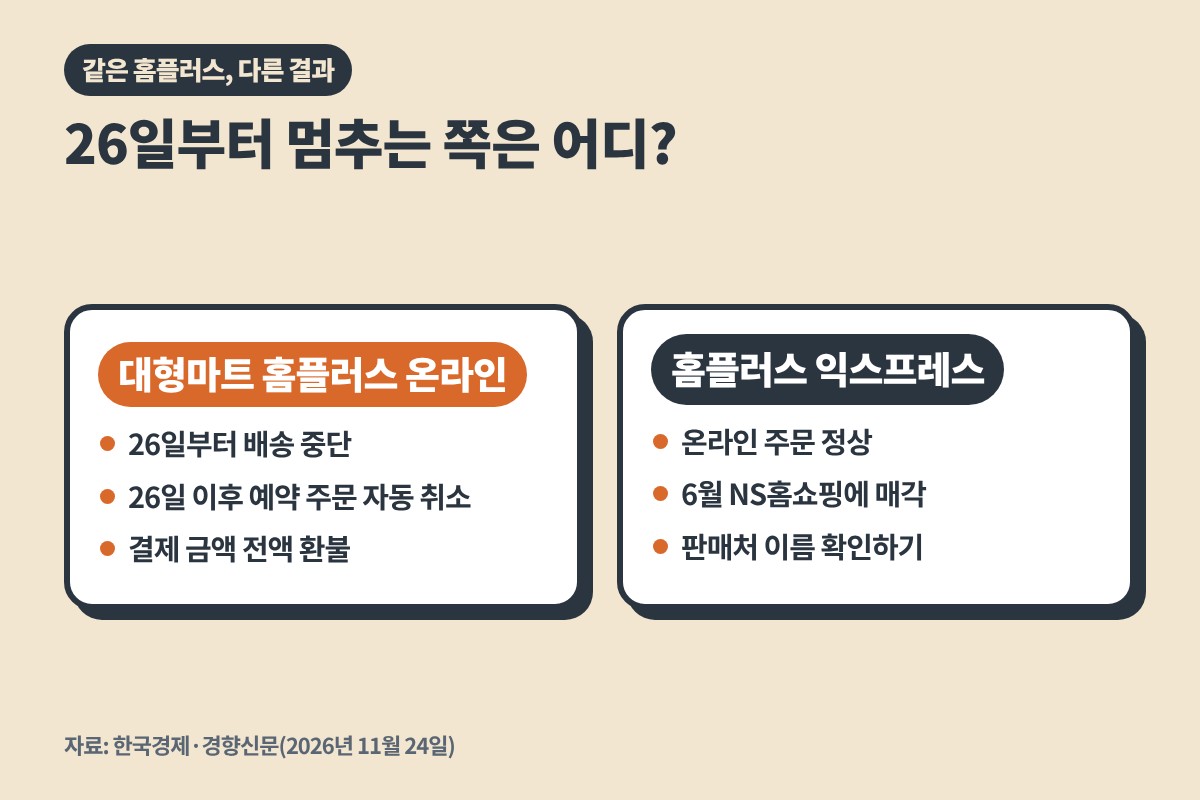 같은 홈플러스, 다른 결과
26일부터 멈추는 쪽은 어디?
대형마트 홈플러스 온라인
26일부터 배송 중단
26일 이후 예약 주문 자동 취소
결제 금액 전액 환불
홈플러스 익스프레스
온라인 주문 정상
6월 NS홈쇼핑에 매각
판매처 이름 확인하기
자료: 한국경제·경향신문(2026년 11월 24일)